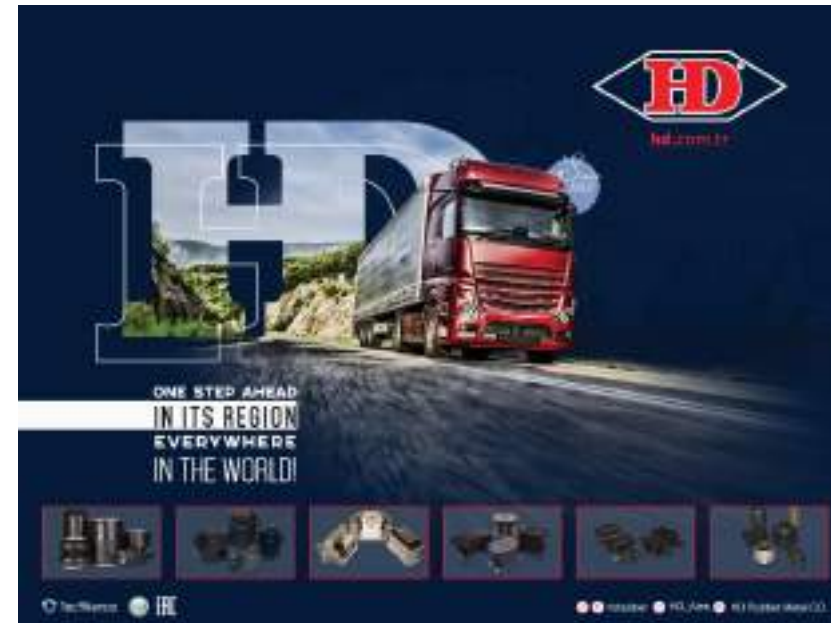 HD
hd.com.tr
ONE STEP AHEAD
IN ITS REGION
EVERYWHERE
IN THE WORLD!
EAC